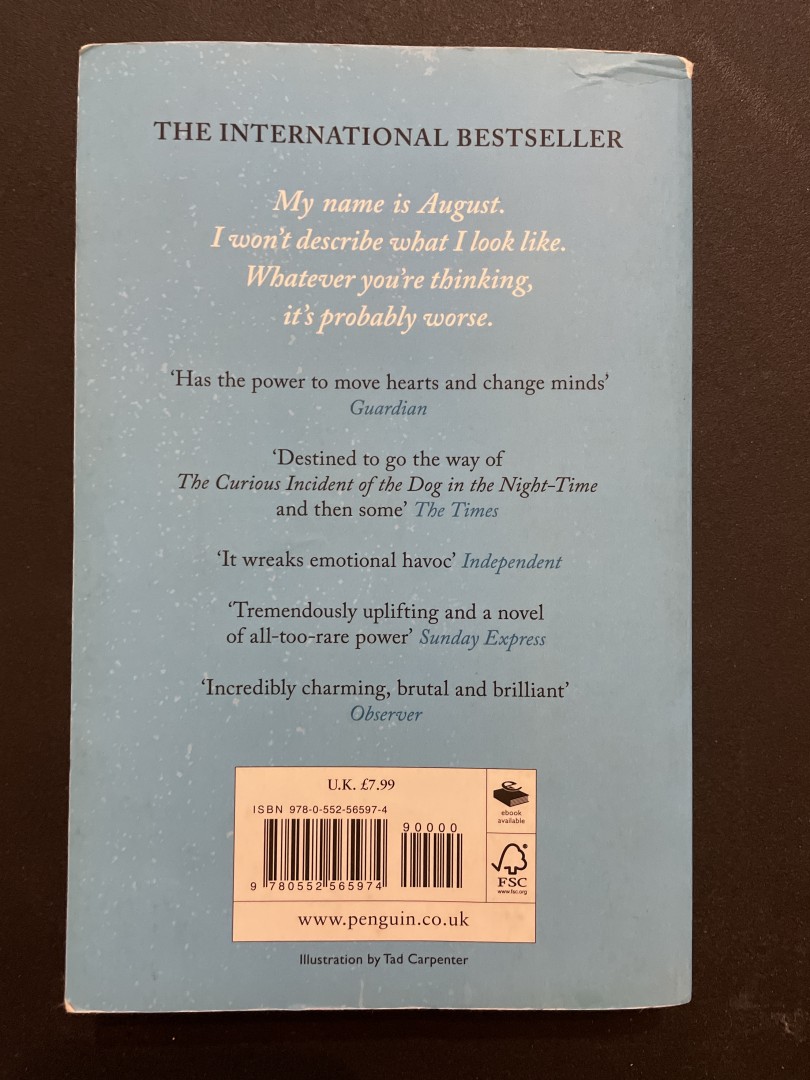 THE INTERNATIONAL BESTSELLER
My name is August.
I won't describe what I look like.
Whatever you're thinking,
it's probably worse.
‘Has the power to move hearts and change minds’
Guardian
‘Destined to go the way of
The Curious Incident of the Dog in the Night-Time
and then some’ The Times
‘It wreaks emotional havoc’ Independent
‘Tremendously uplifting and a novel
of all-too-rare power’ Sunday Express
‘Incredibly charming, brutal and brilliant’
Observer
U.K. £7.99
ISBN 978-0-552-56597-4
90000
9 780552 565974
e
ebook
available
FSC
www.fsc.org
www.penguin.co.uk
Illustration by Tad Carpenter